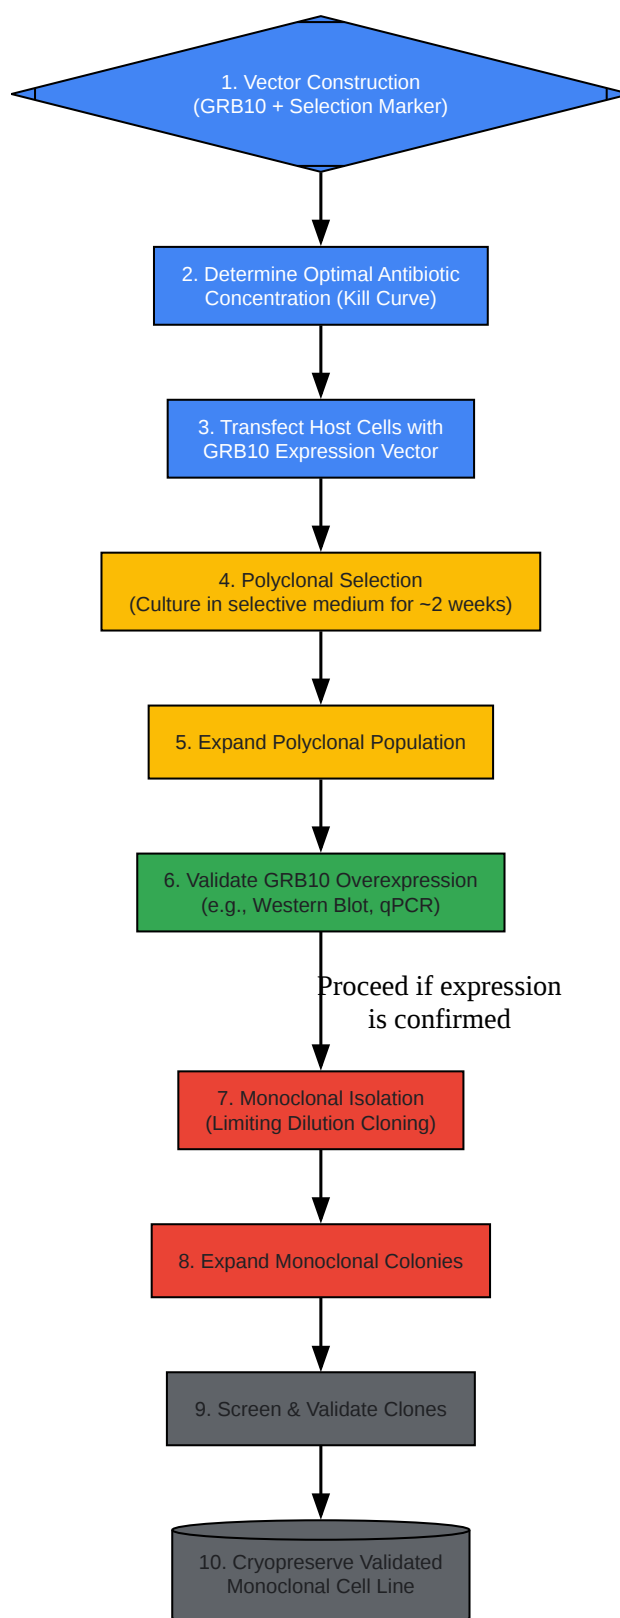 1. Vector Construction
(GRB10 + Selection Marker)
2. Determine Optimal Antibiotic
Concentration (Kill Curve)
3. Transfect Host Cells with
GRB10 Expression Vector
4. Polyclonal Selection
(Culture in selective medium for ~2 weeks)
5. Expand Polyclonal Population
6. Validate GRB10 Overexpression
(e.g., Western Blot, qPCR)
Proceed if expression
is confirmed
7. Monoclonal Isolation
(Limiting Dilution Cloning)
8. Expand Monoclonal Colonies
9. Screen & Validate Clones
10. Cryopreserve Validated
Monoclonal Cell Line